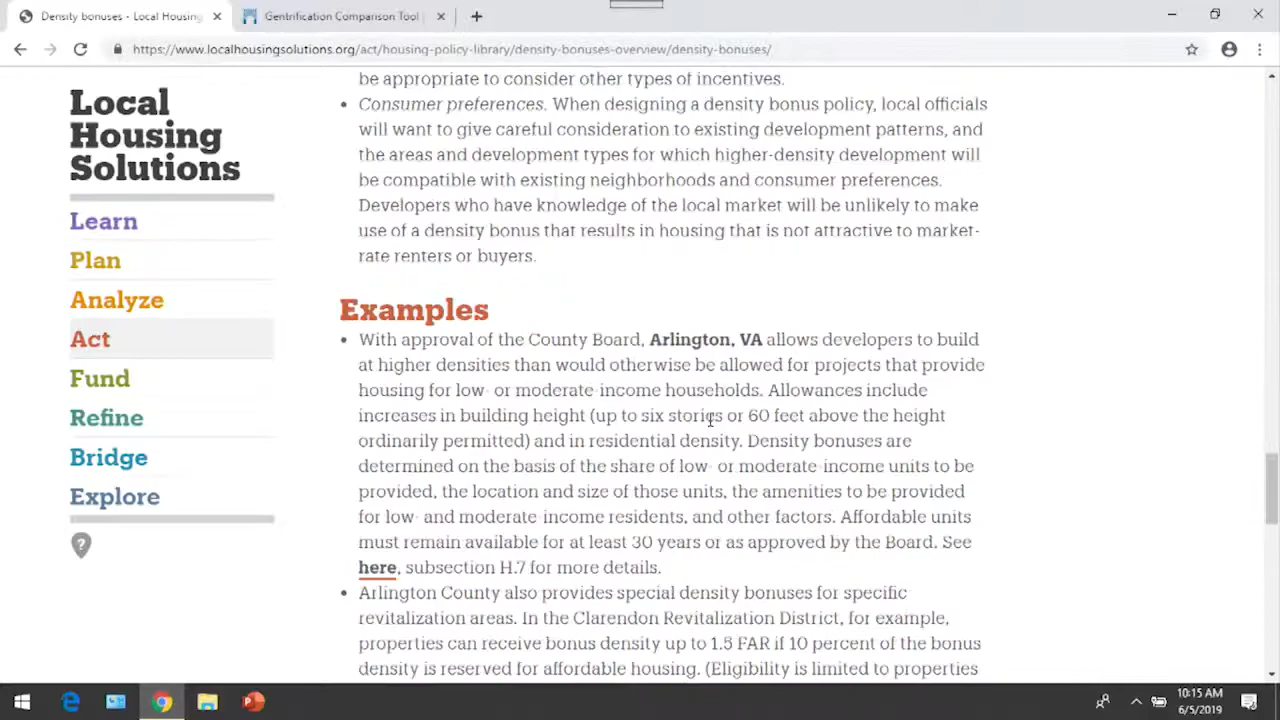 Density bonuses - Local Housing
Gentrification Comparison Tool
https://www.localhousingsolutions.org/act/housing-policy-library/density-bonuses-overview/density-bonuses/
Local
Housing
Solutions
Learn
Plan
Analyze
Act
Fund
Refine
Bridge
Explore
?
be appropriate to consider other types of incentives.
• Consumer preferences. When designing a density bonus policy, local officials
will want to give careful consideration to existing development patterns, and
the areas and development types for which higher-density development will
be compatible with existing neighborhoods and consumer preferences.
Developers who have knowledge of the local market will be unlikely to make
use of a density bonus that results in housing that is not attractive to market-
rate renters or buyers.
Examples
• With approval of the County Board, Arlington, VA allows developers to build
at higher densities than would otherwise be allowed for projects that provide
housing for low- or moderate-income households. Allowances include
increases in building height (up to six stories or 60 feet above the height
ordinarily permitted) and in residential density. Density bonuses are
determined on the basis of the share of low- or moderate-income units to be
provided, the location and size of those units, the amenities to be provided
for low- and moderate-income residents, and other factors. Affordable units
must remain available for at least 30 years or as approved by the Board. See
here, subsection H.7 for more details.
• Arlington County also provides special density bonuses for specific
revitalization areas. In the Clarendon Revitalization District, for example,
properties can receive bonus density up to 1.5 FAR if 10 percent of the bonus
density is reserved for affordable housing. (Eligibility is limited to properties
10:15 AM
6/5/2019